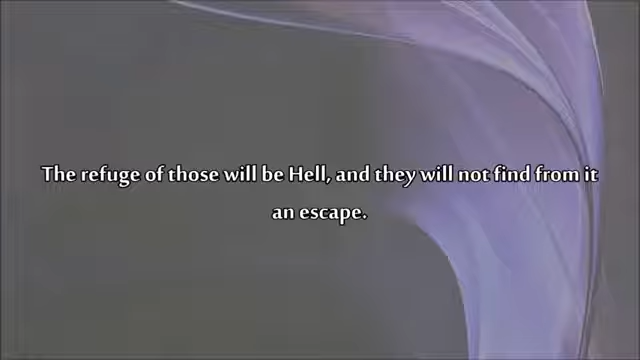 The refuge of those will be Hell, and they will not find from it
an escape.